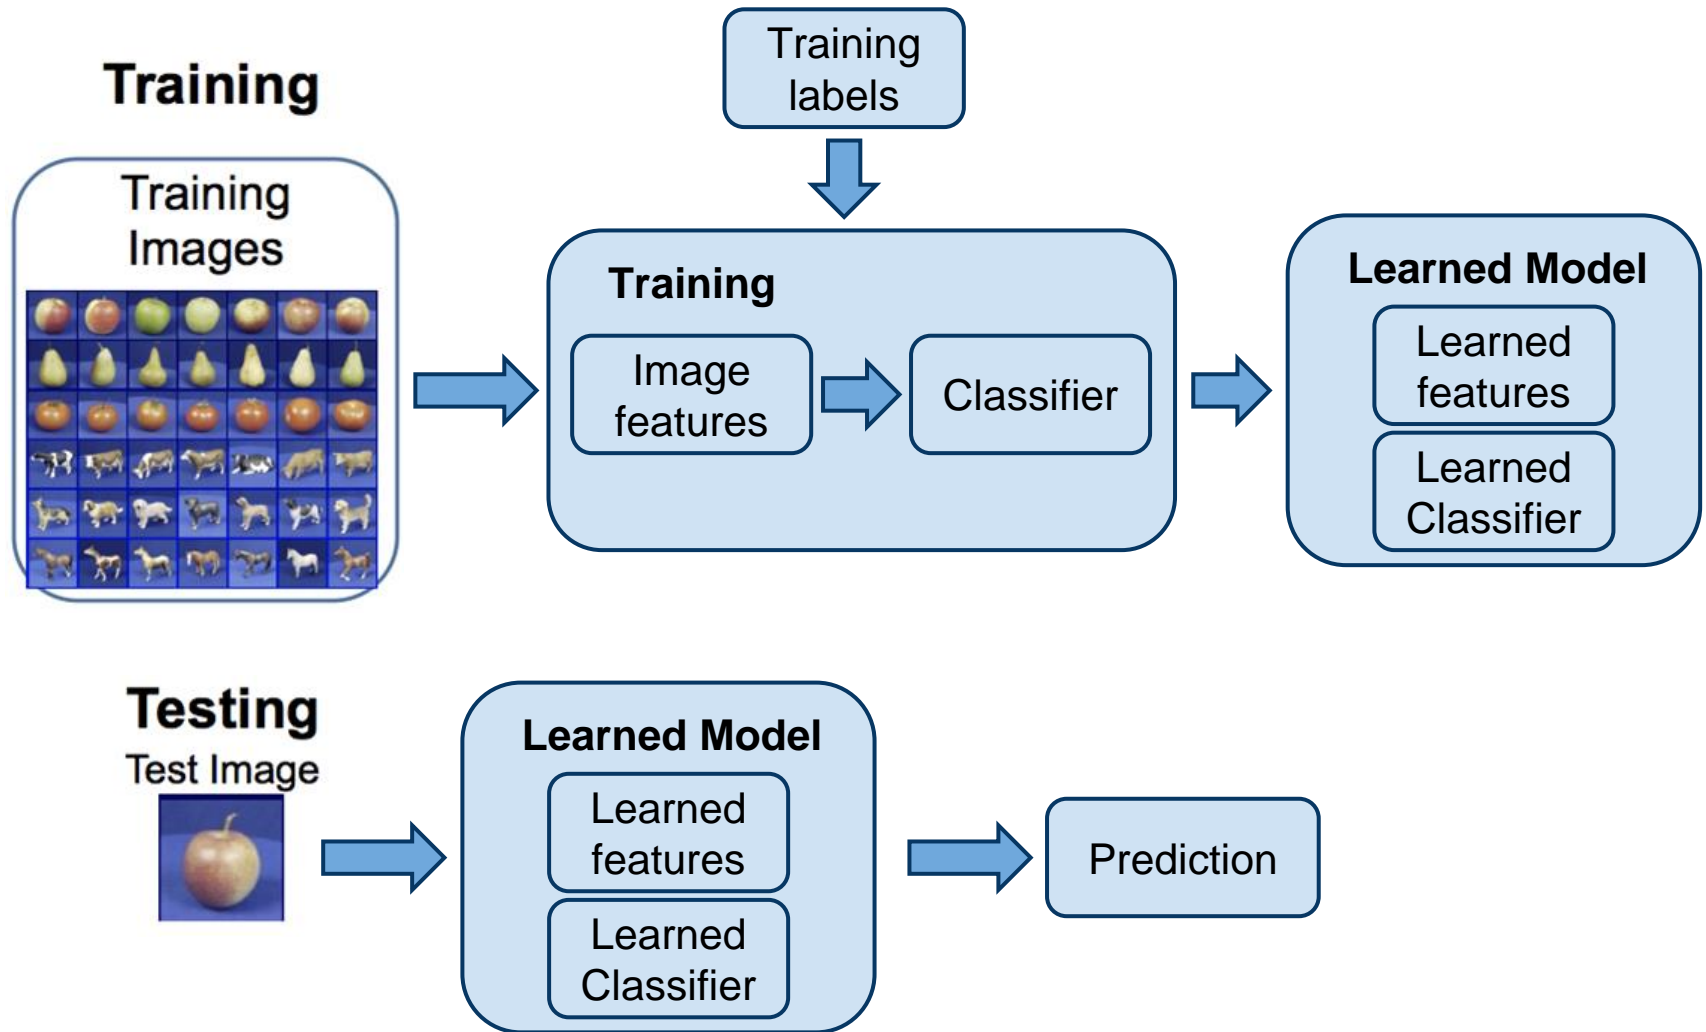 Training
Training
Images
Training
labels
Training
Image
features
Classifier
Learned Model
Learned
features
Learned
Classifier
Testing
Test Image
Learned Model
Learned
features
Learned
Classifier
Prediction